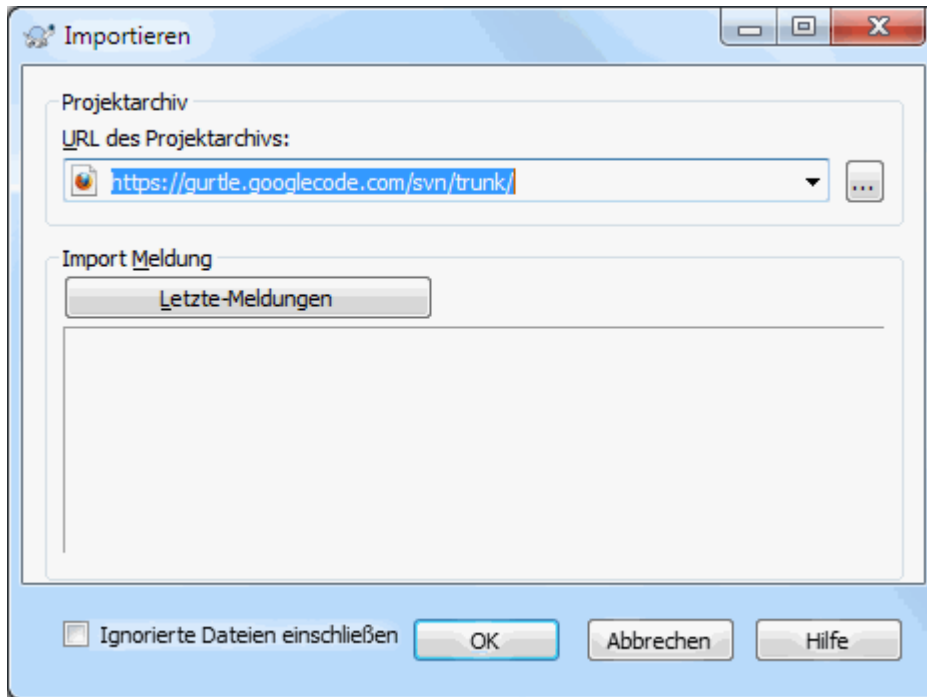 Importieren
Projektarchiv
URL des Projektarchivs:
https://gurtle.googlecode.com/svn/trunk/
...
Import Meldung
Letzte-Meldungen
Ignorierte Dateien einschließen
OK
Abbrechen
Hilfe